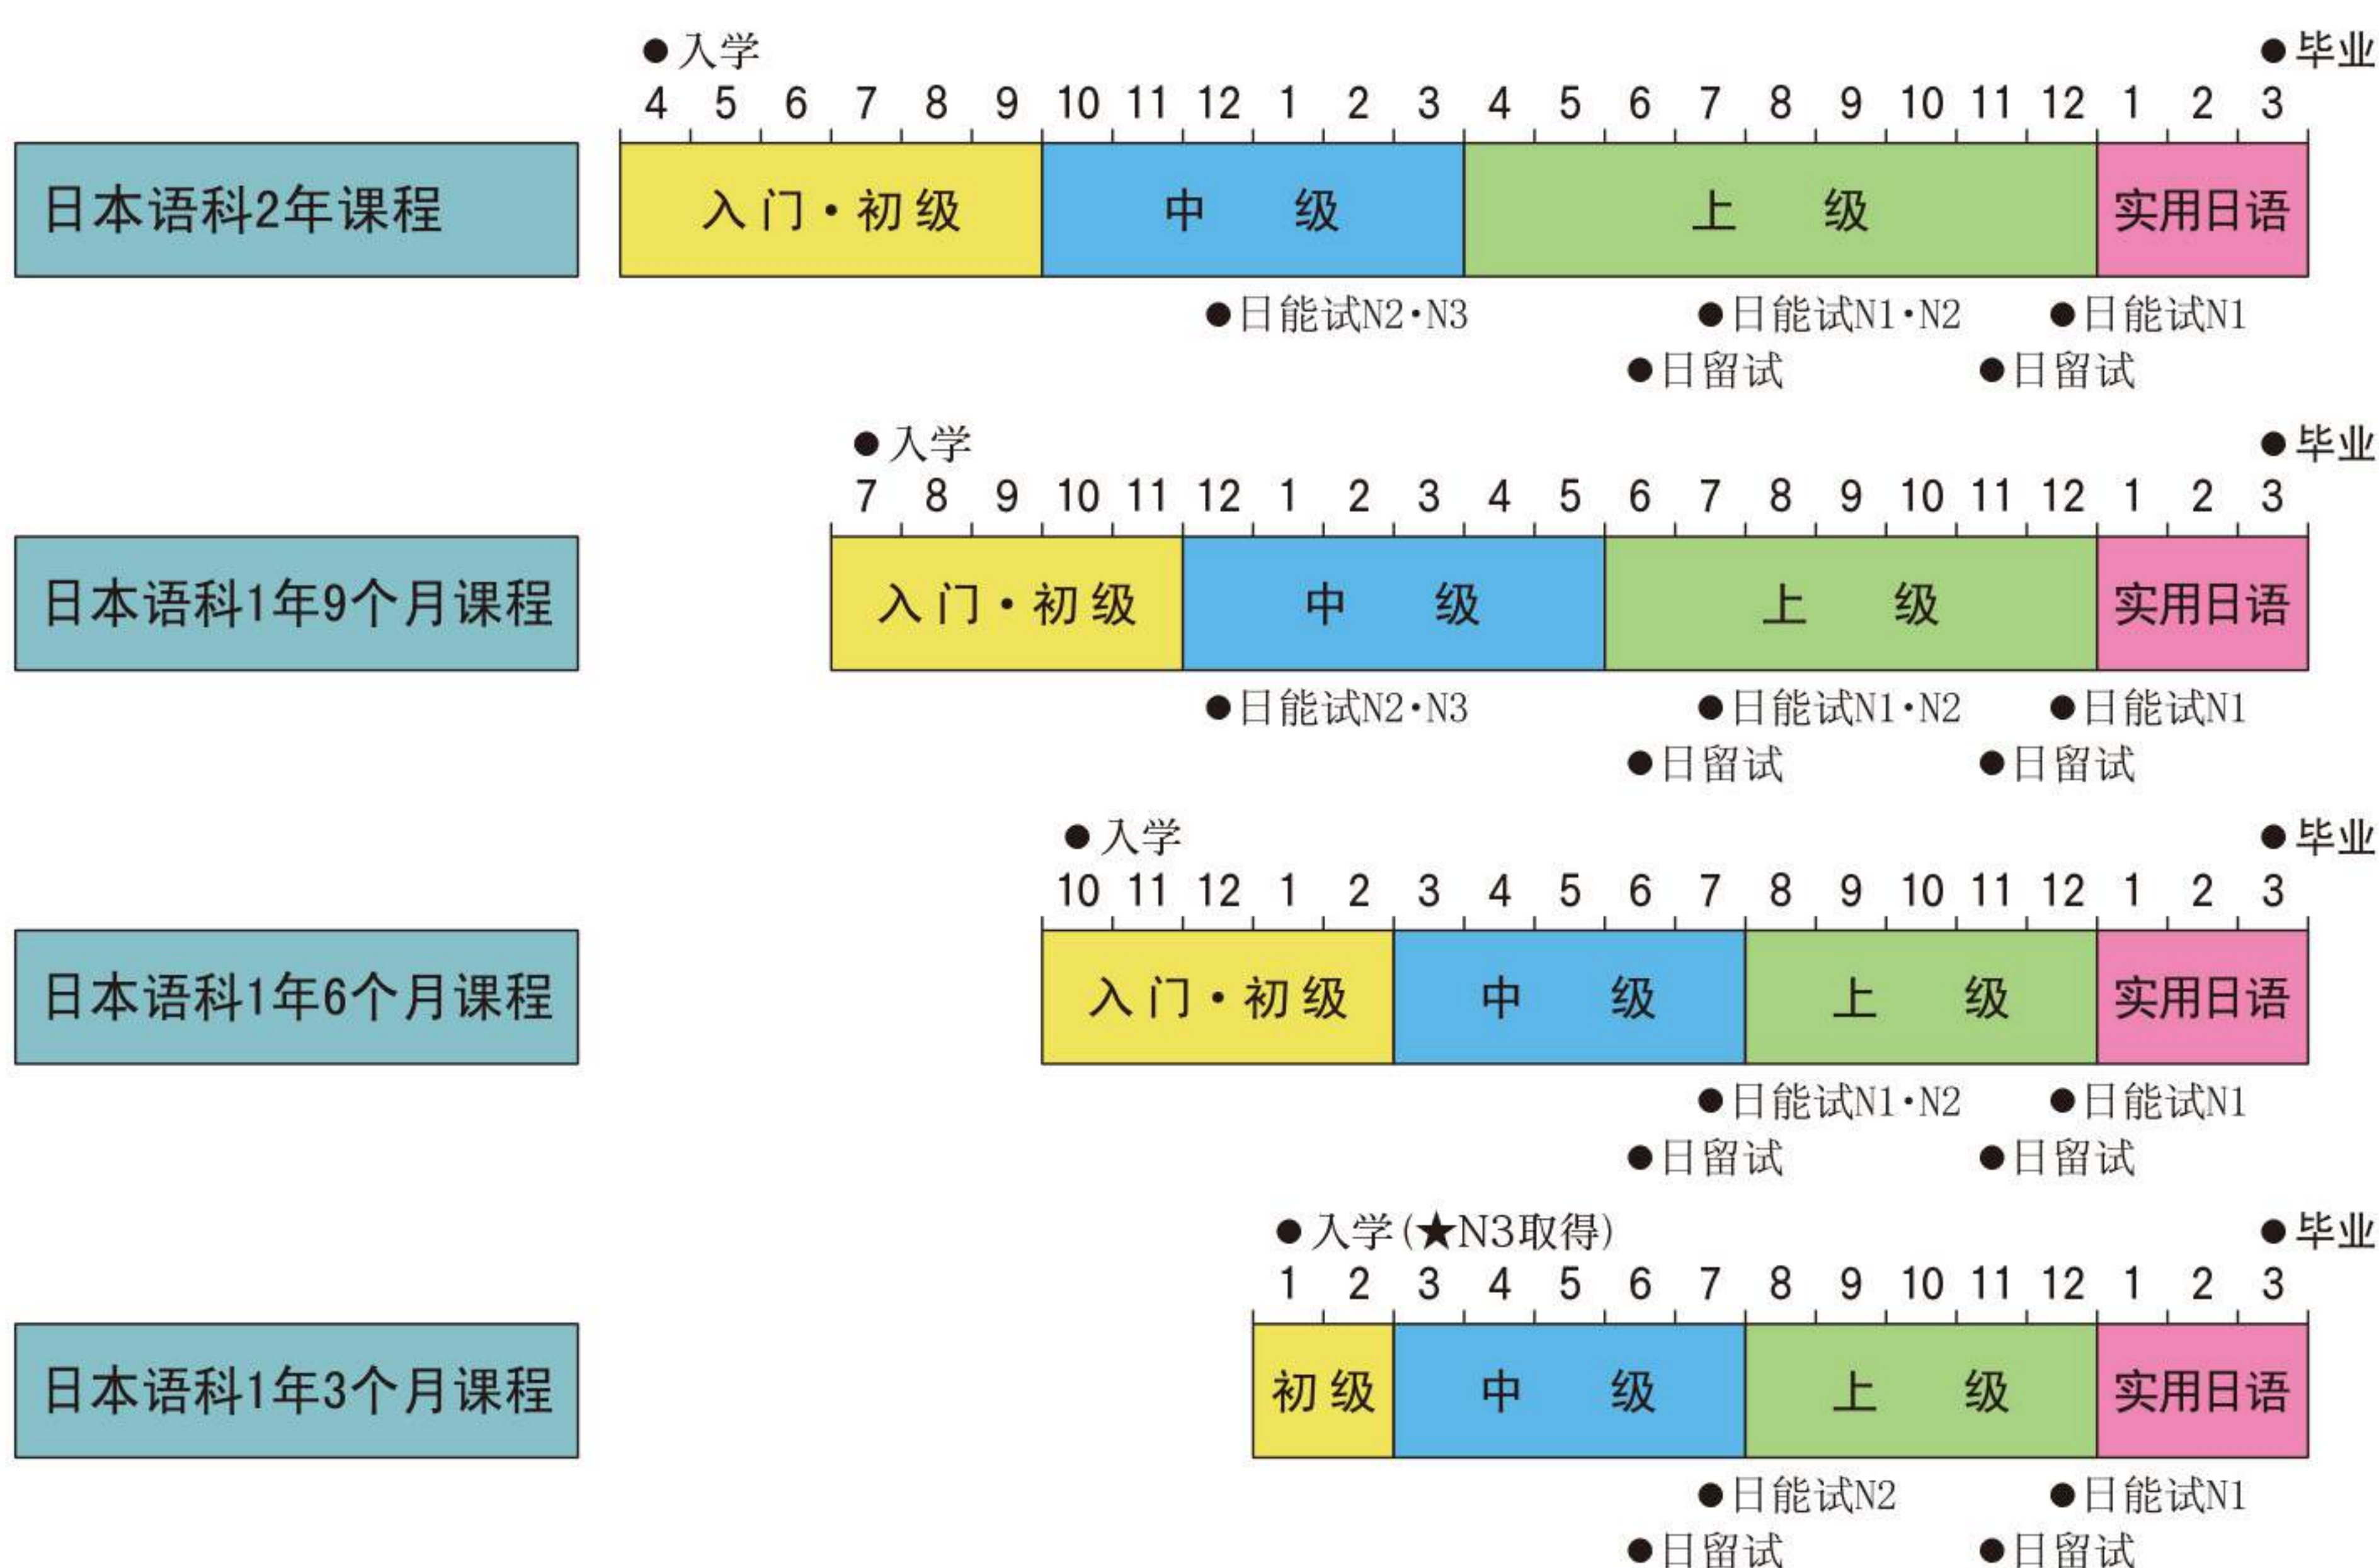 ●入学 ●毕业
4 5 6 7 8 9 10 11 12 1 2 3 4 5 6 7 8 9 10 11 12 1 2 3
日本语科2年课程 入门・初级 中级 上级 实用日语
●日能试N2・N3 ●日能试N1・N2 ●日能试N1
●日留试 ●日留试
●入学 ●毕业
7 8 9 10 11 12 1 2 3 4 5 6 7 8 9 10 11 12 1 2 3
日本语科1年9个月课程 入门・初级 中级 上级 实用日语
●日能试N2・N3 ●日能试N1・N2 ●日能试N1
●日留试 ●日留试
●入学 ●毕业
10 11 12 1 2 3 4 5 6 7 8 9 10 11 12 1 2 3
日本语科1年6个月课程 入门・初级 中级 上级 实用日语
●日能试N1・N2 ●日能试N1
●日留试 ●日留试
●入学(★N3取得) ●毕业
1 2 3 4 5 6 7 8 9 10 11 12 1 2 3
日本语科1年3个月课程 初级 中级 上级 实用日语
●日能试N2 ●日能试N1
●日留试 ●日留试